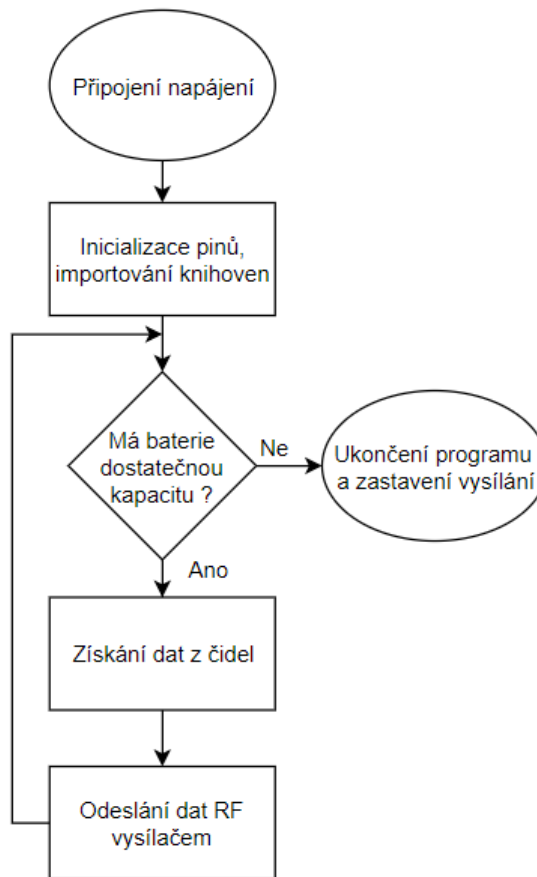 Připojení napájení
Inicializace pinů,
importování knihoven
Má baterie
dostatečnou
kapacitu ?
Ne
Ukončení programu
a zastavení vysílání
Ano
Získání dat z čidel
Odeslání dat RF
vysílačem